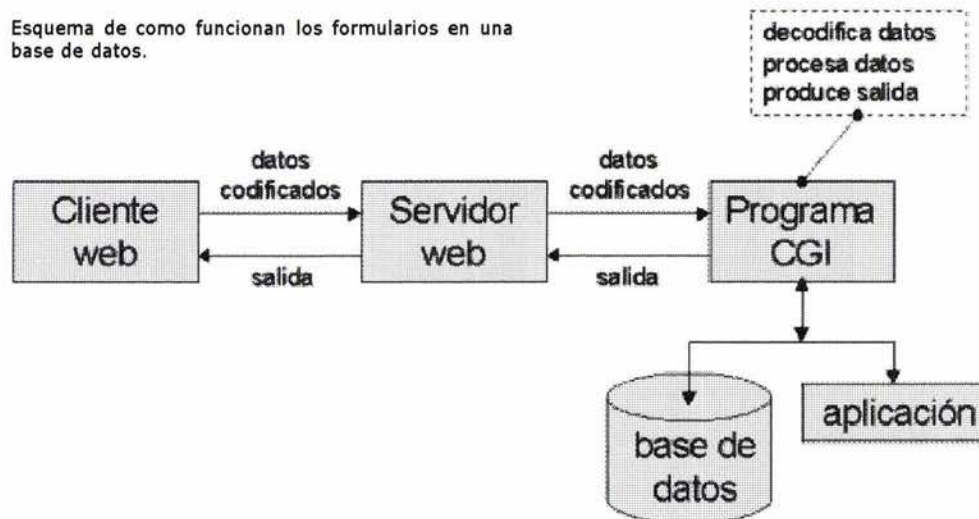 Esquema de como funcionan los formularios en una
base de datos.
decodifica datos
procesa datos
produce salida
datos
codificados
datos
codificados
Cliente
web
Servidor
web
Programa
CGI
salida
salida
base de
datos
aplicación